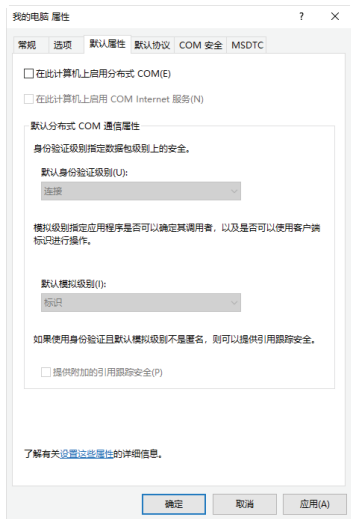 我的电脑 属性
常规 选项 默认属性 默认协议 COM 安全 MSDTC
在此计算机上启用分布式 COM(E)
在此计算机上启用 COM Internet 服务(N)
默认分布式 COM 通信属性
身份验证级别指定数据包级别上的安全。
默认身份验证级别(U):
连接
模拟级别指定应用程序是否可以确定其调用者，以及是否可以使用客户端
标识进行操作。
默认模拟级别(I):
标识
如果使用身份验证且默认模拟级别不是匿名，则可以提供引用跟踪安全。
提供附加的引用跟踪安全(P)
了解有关设置这些属性的详细信息。
确定 取消 应用(A)